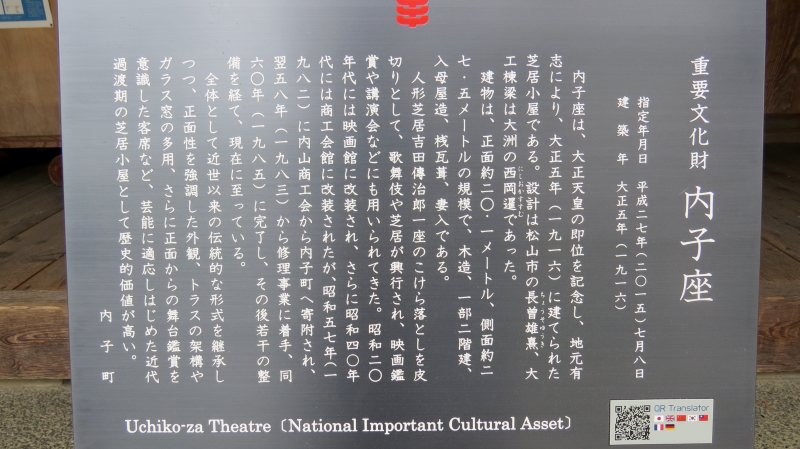 重要文化財 内子座
指定年月日 平成二七年(二〇一五)七月八日
建築年 大正五年(一九一六)
内子座は、大正天皇の即位を記念し、地元有
志により、大正五年(一九一六)に建てられた
芝居小屋である。設計は松山市の長曽雄熹、大
工棟梁は大洲の西岡暹であった。
建物は、正面約二〇・一メートル、側面約二
七・五メートルの規模で、木造、一部二階建、
入母屋造、桟瓦葺、妻入である。
人形芝居吉田傳治郎一座のこけら落としを皮
切りとして、歌舞伎や芝居が興行され、映画鑑
賞や講演会などにも用いられてきた。昭和二〇
年代には映画館に改装され、さらに昭和四〇年
代には商工会館に改装されたが、昭和五七年(一
九八二)に内山商工会から内子町へ寄附され、
翌五八年(一九八三)から修理事業に着手、同
六〇年(一九八五)に完了し、その後若干の整
備を経て、現在に至っている。
全体として近世以来の伝統的な形式を継承し
つつ、正面性を強調した外観、トラスの架構や
ガラス窓の多用、さらに正面からの舞台鑑賞を
意識した客席など、芸能に適応しはじめた近代
過渡期の芝居小屋として歴史的価値が高い。
内子町
Uchiko-za Theatre〔National Important Cultural Asset〕
QR Translator